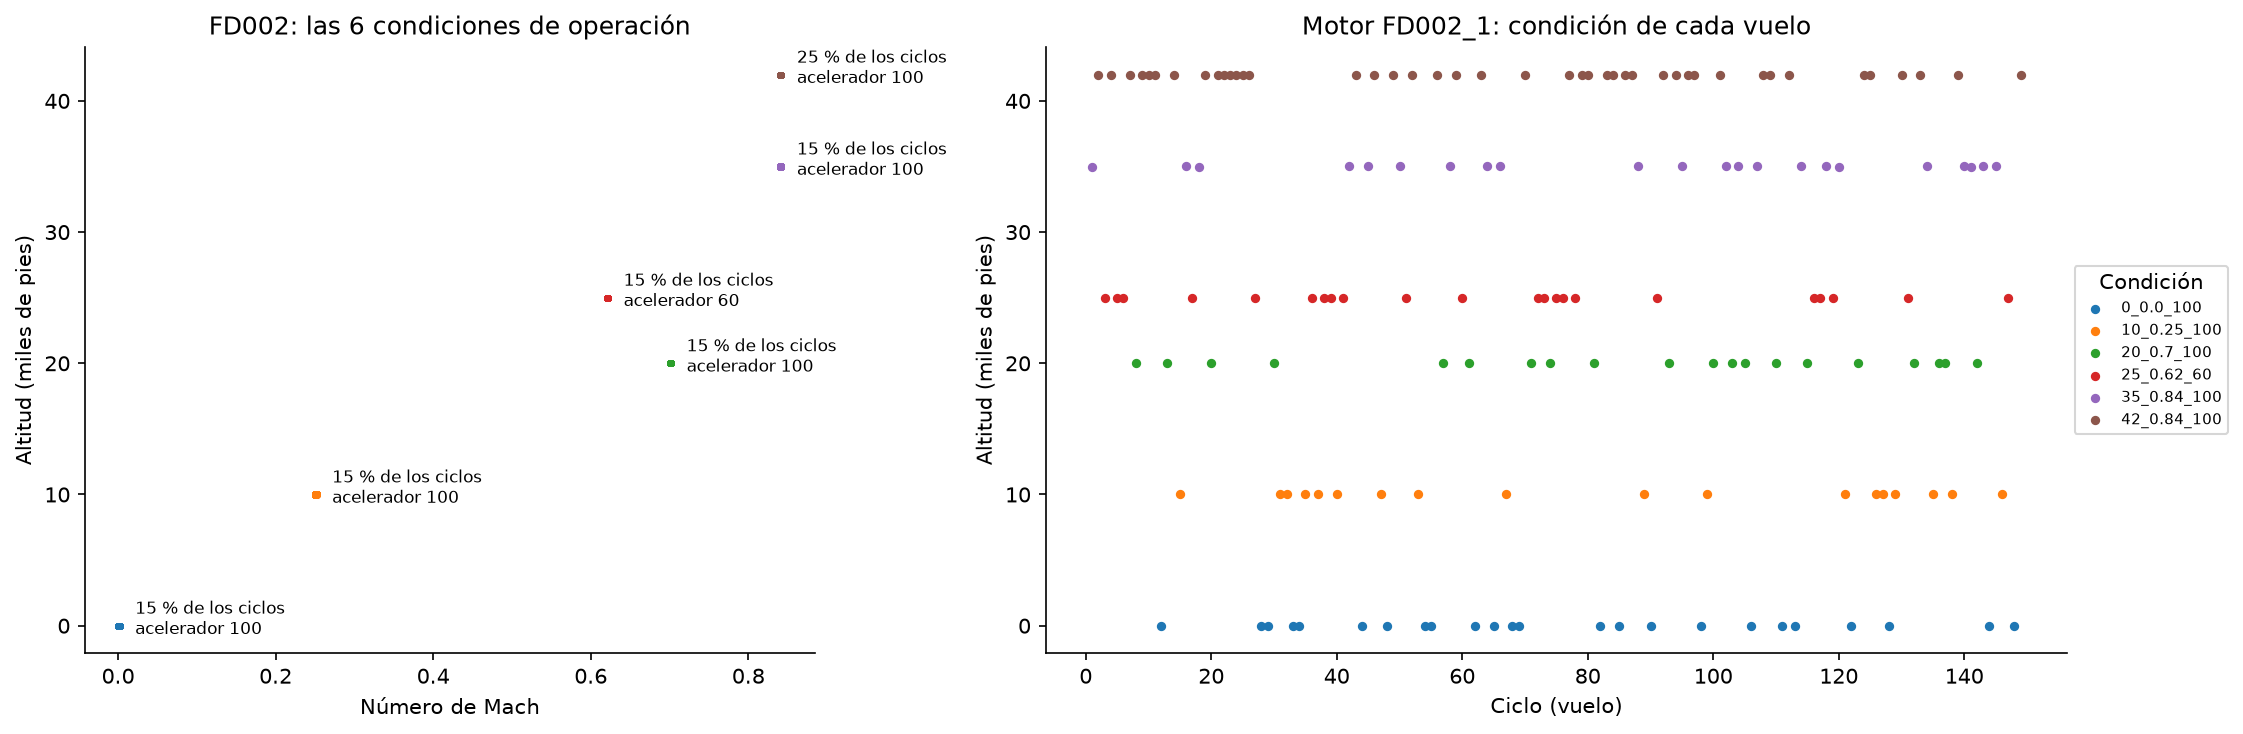 FD002: las 6 condiciones de operación
25 % de los ciclos
acelerador 100
15 % de los ciclos
acelerador 100
15 % de los ciclos
acelerador 60
15 % de los ciclos
acelerador 100
15 % de los ciclos
acelerador 100
15 % de los ciclos
acelerador 100
Altitud (miles de pies)
40
30
20
10
0
0.0
0.2
0.4
0.6
0.8
Número de Mach
Motor FD002_1: condición de cada vuelo
Altitud (miles de pies)
40
30
20
10
0
0
20
40
60
80
100
120
140
Ciclo (vuelo)
Condición
0_0.0_100
10_0.25_100
20_0.7_100
25_0.62_60
35_0.84_100
42_0.84_100